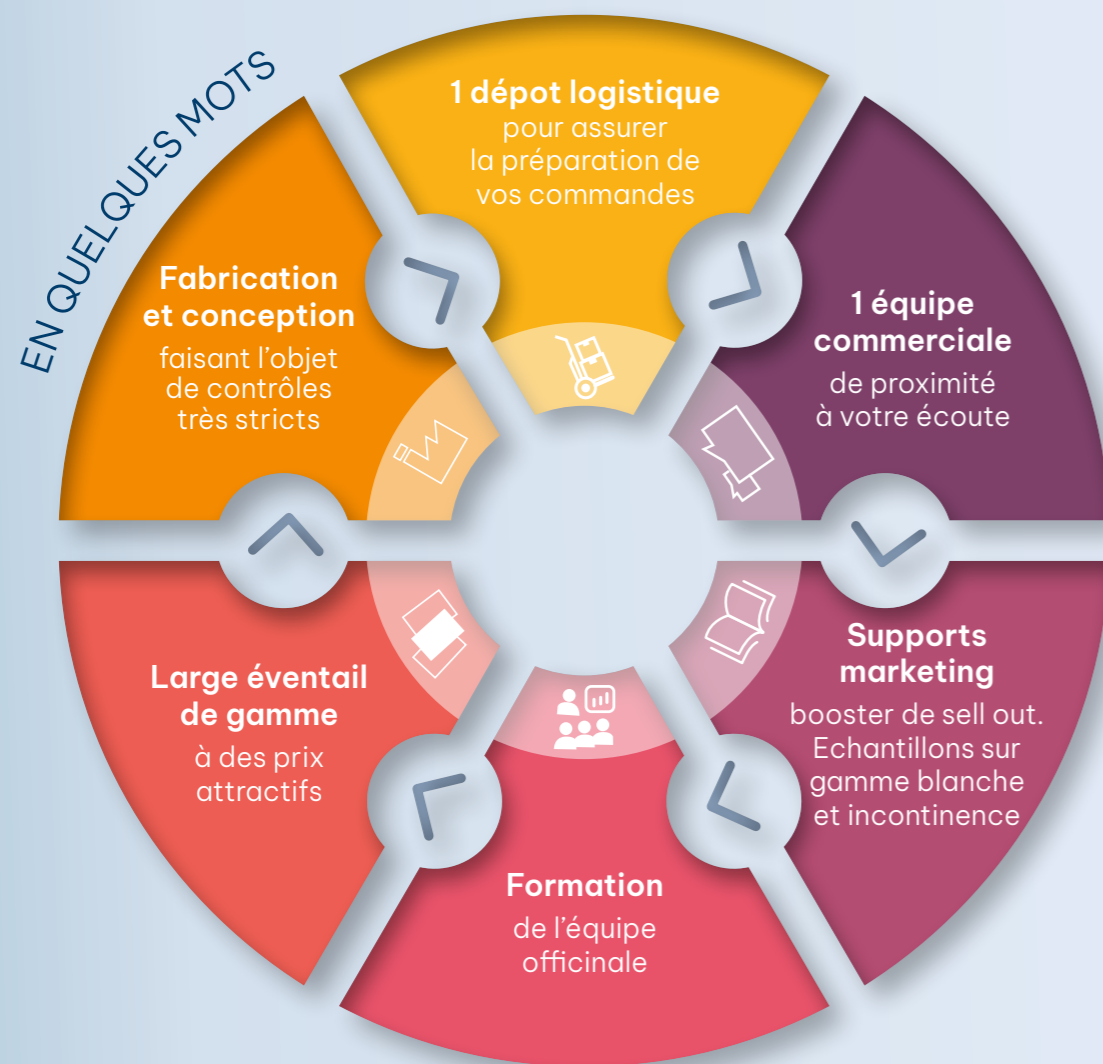 EN QUELQUES MOTS
1 dépot logistique
pour assurer
la préparation de
vos commandes
1 équipe
commerciale
de proximité
à votre écoute
Supports
marketing
booster de sell out.
Echantillons sur
gamme blanche
et incontinence
Formation
de l’équipe
officinale
Large éventail
de gamme
à des prix
attractifs
Fabrication
et conception
faisant l’objet
de contrôles
très stricts